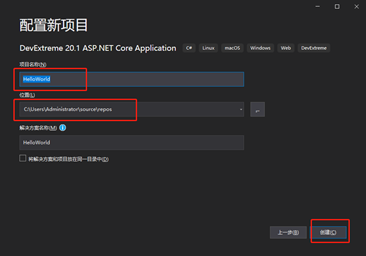 配置新项目
DevExtreme 20.1 ASP.NET Core Application
C#
Linux
macOS
Windows
Web
DevExtreme
项目名称(N)
HelloWorld
位置(L)
C:\Users\Administrator\source\repos
...
解决方案名称(M)
HelloWorld
将解决方案和项目放在同一目录中(D)
上一步(B)
创建(C)